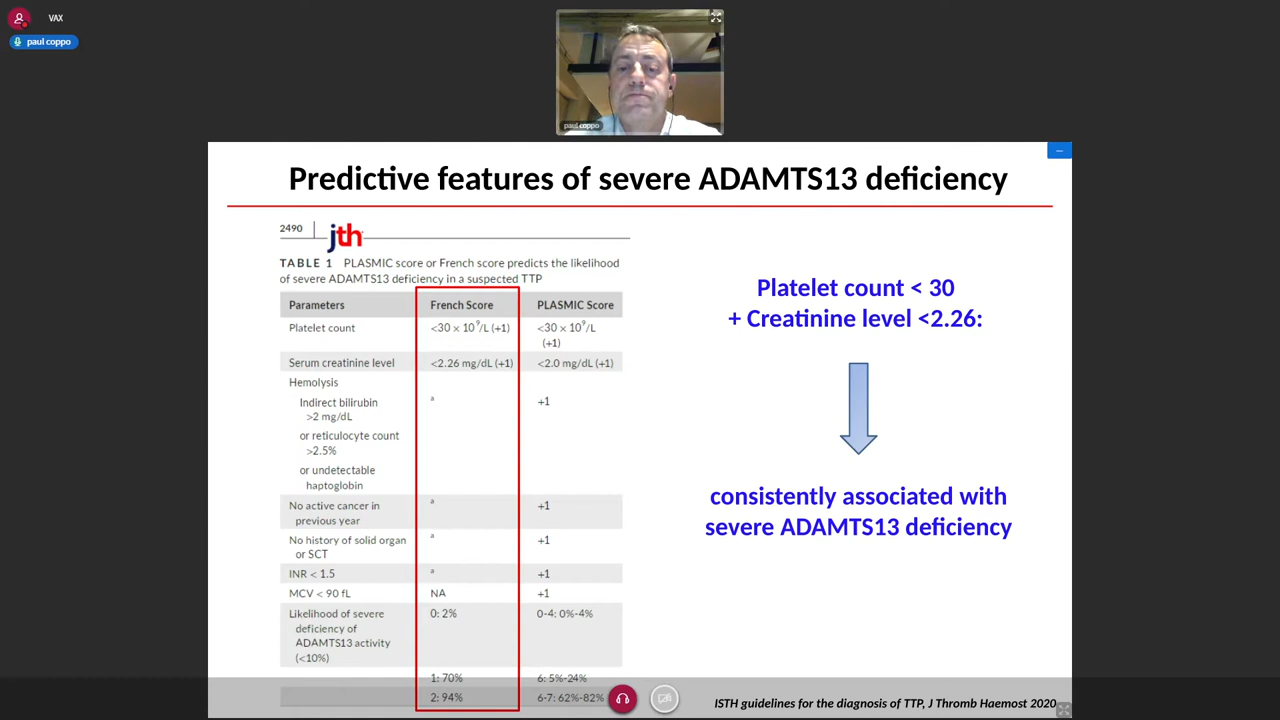 VAX
paul coppo
paul coppo
Predictive features of severe ADAMTS13 deficiency
2490
jth
TABLE 1 PLASMIC score or French score predicts the likelihood
of severe ADAMTS13 deficiency in a suspected TTP
Parameters French Score PLASMIC Score
Platelet count <30 × 10⁹/L (+1) <30 × 10⁹/L
(+1)
Serum creatinine level <2.26 mg/dL (+1) <2.0 mg/dL (+1)
Hemolysis
Indirect bilirubin a +1
>2 mg/dL
or reticulocyte count
>2.5%
or undetectable
haptoglobin
No active cancer in a +1
previous year
No history of solid organ a +1
or SCT
INR < 1.5 a +1
MCV < 90 fL NA +1
Likelihood of severe 0: 2% 0-4: 0%-4%
deficiency of
ADAMTS13 activity
(<10%)
1: 70% 6: 5%-24%
2: 94% 6-7: 62%-82%
Platelet count < 30
+ Creatinine level <2.26:
consistently associated with
severe ADAMTS13 deficiency
ISTH guidelines for the diagnosis of TTP, J Thromb Haemost 2020